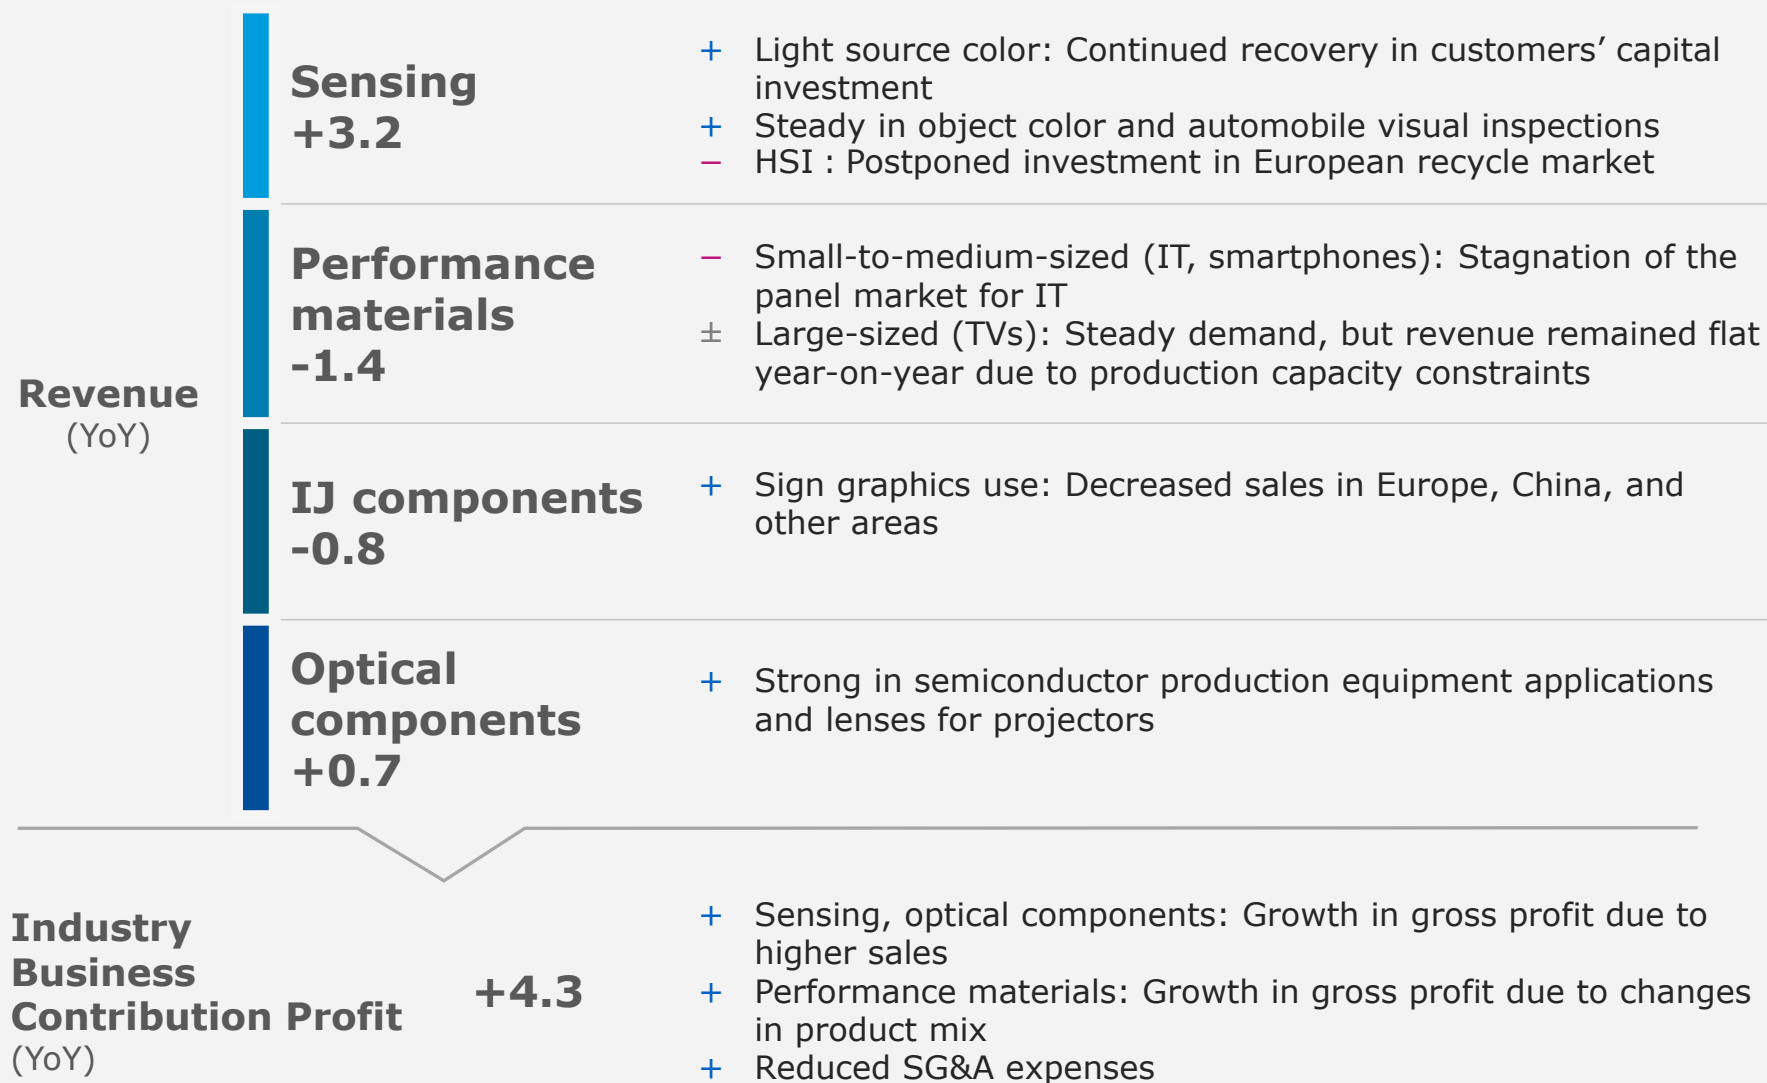 Revenue
(YoY)
Sensing
+3.2
+ Light source color: Continued recovery in customers’ capital
investment
+ Steady in object color and automobile visual inspections
− HSI : Postponed investment in European recycle market
Performance
materials
-1.4
− Small-to-medium-sized (IT, smartphones): Stagnation of the
panel market for IT
± Large-sized (TVs): Steady demand, but revenue remained flat
year-on-year due to production capacity constraints
IJ components
-0.8
+ Sign graphics use: Decreased sales in Europe, China, and
other areas
Optical
components
+0.7
+ Strong in semiconductor production equipment applications
and lenses for projectors
Industry
Business
Contribution Profit
(YoY)
+4.3
+ Sensing, optical components: Growth in gross profit due to
higher sales
+ Performance materials: Growth in gross profit due to changes
in product mix
+ Reduced SG&A expenses